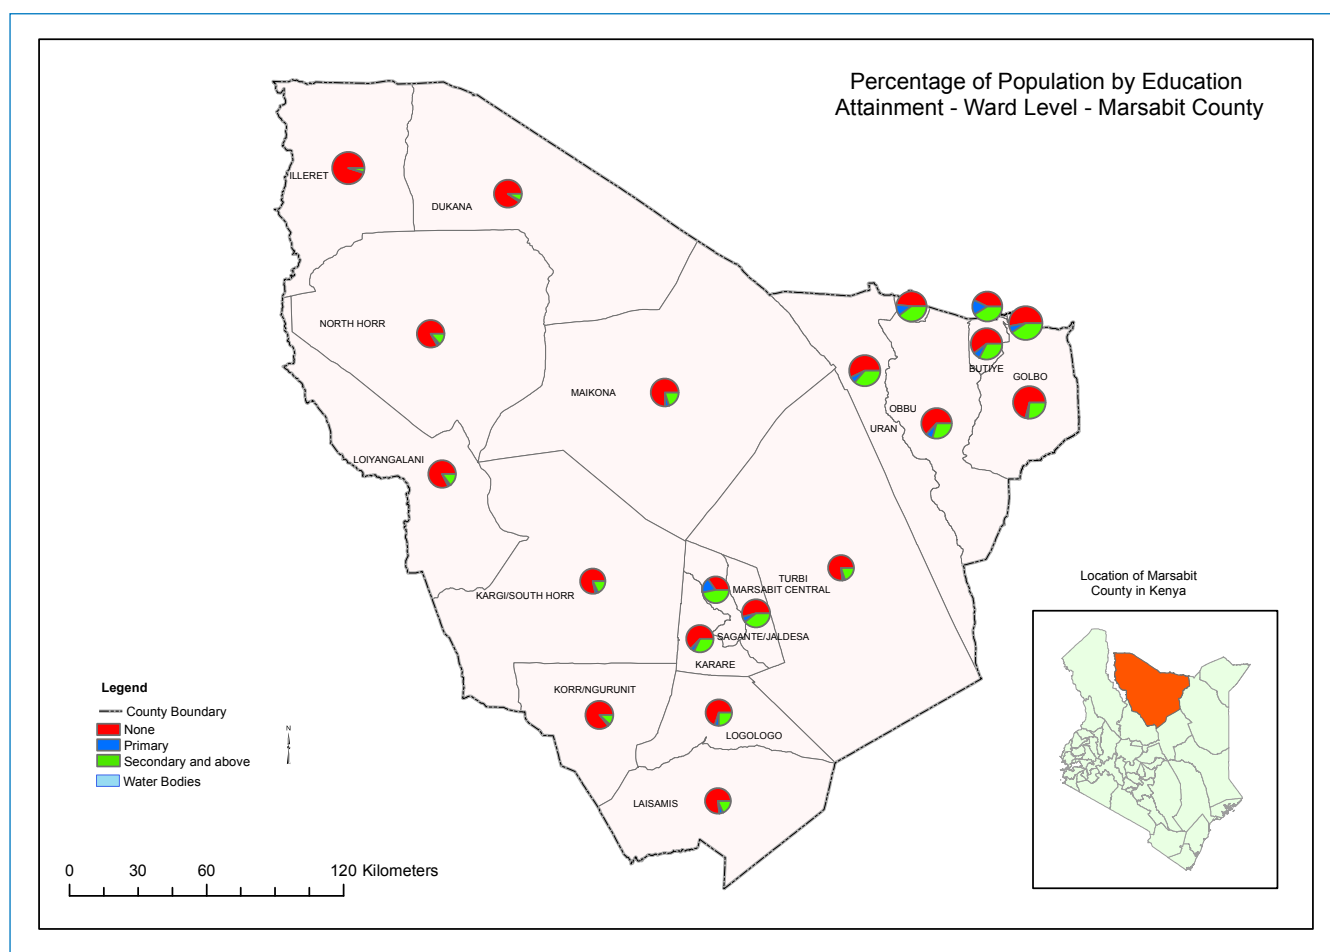 Percentage of Population by Education
Attainment - Ward Level - Marsabit County
ILLERET
DUKANA
NORTH HORR
MAIKONA
BUTIYE
GOLBO
OBBU
URAN
LOIYANGALANI
TURBI
MARSABIT CENTRAL
KARGI/SOUTH HORR
SAGANTE/JALDESA
KARARE
KORR/NGURUNIT
LOGOLOGO
LAISAMIS
Location of Marsabit
County in Kenya
Legend
County Boundary
None
Primary
Secondary and above
Water Bodies
N
0 30 60 120 Kilometers